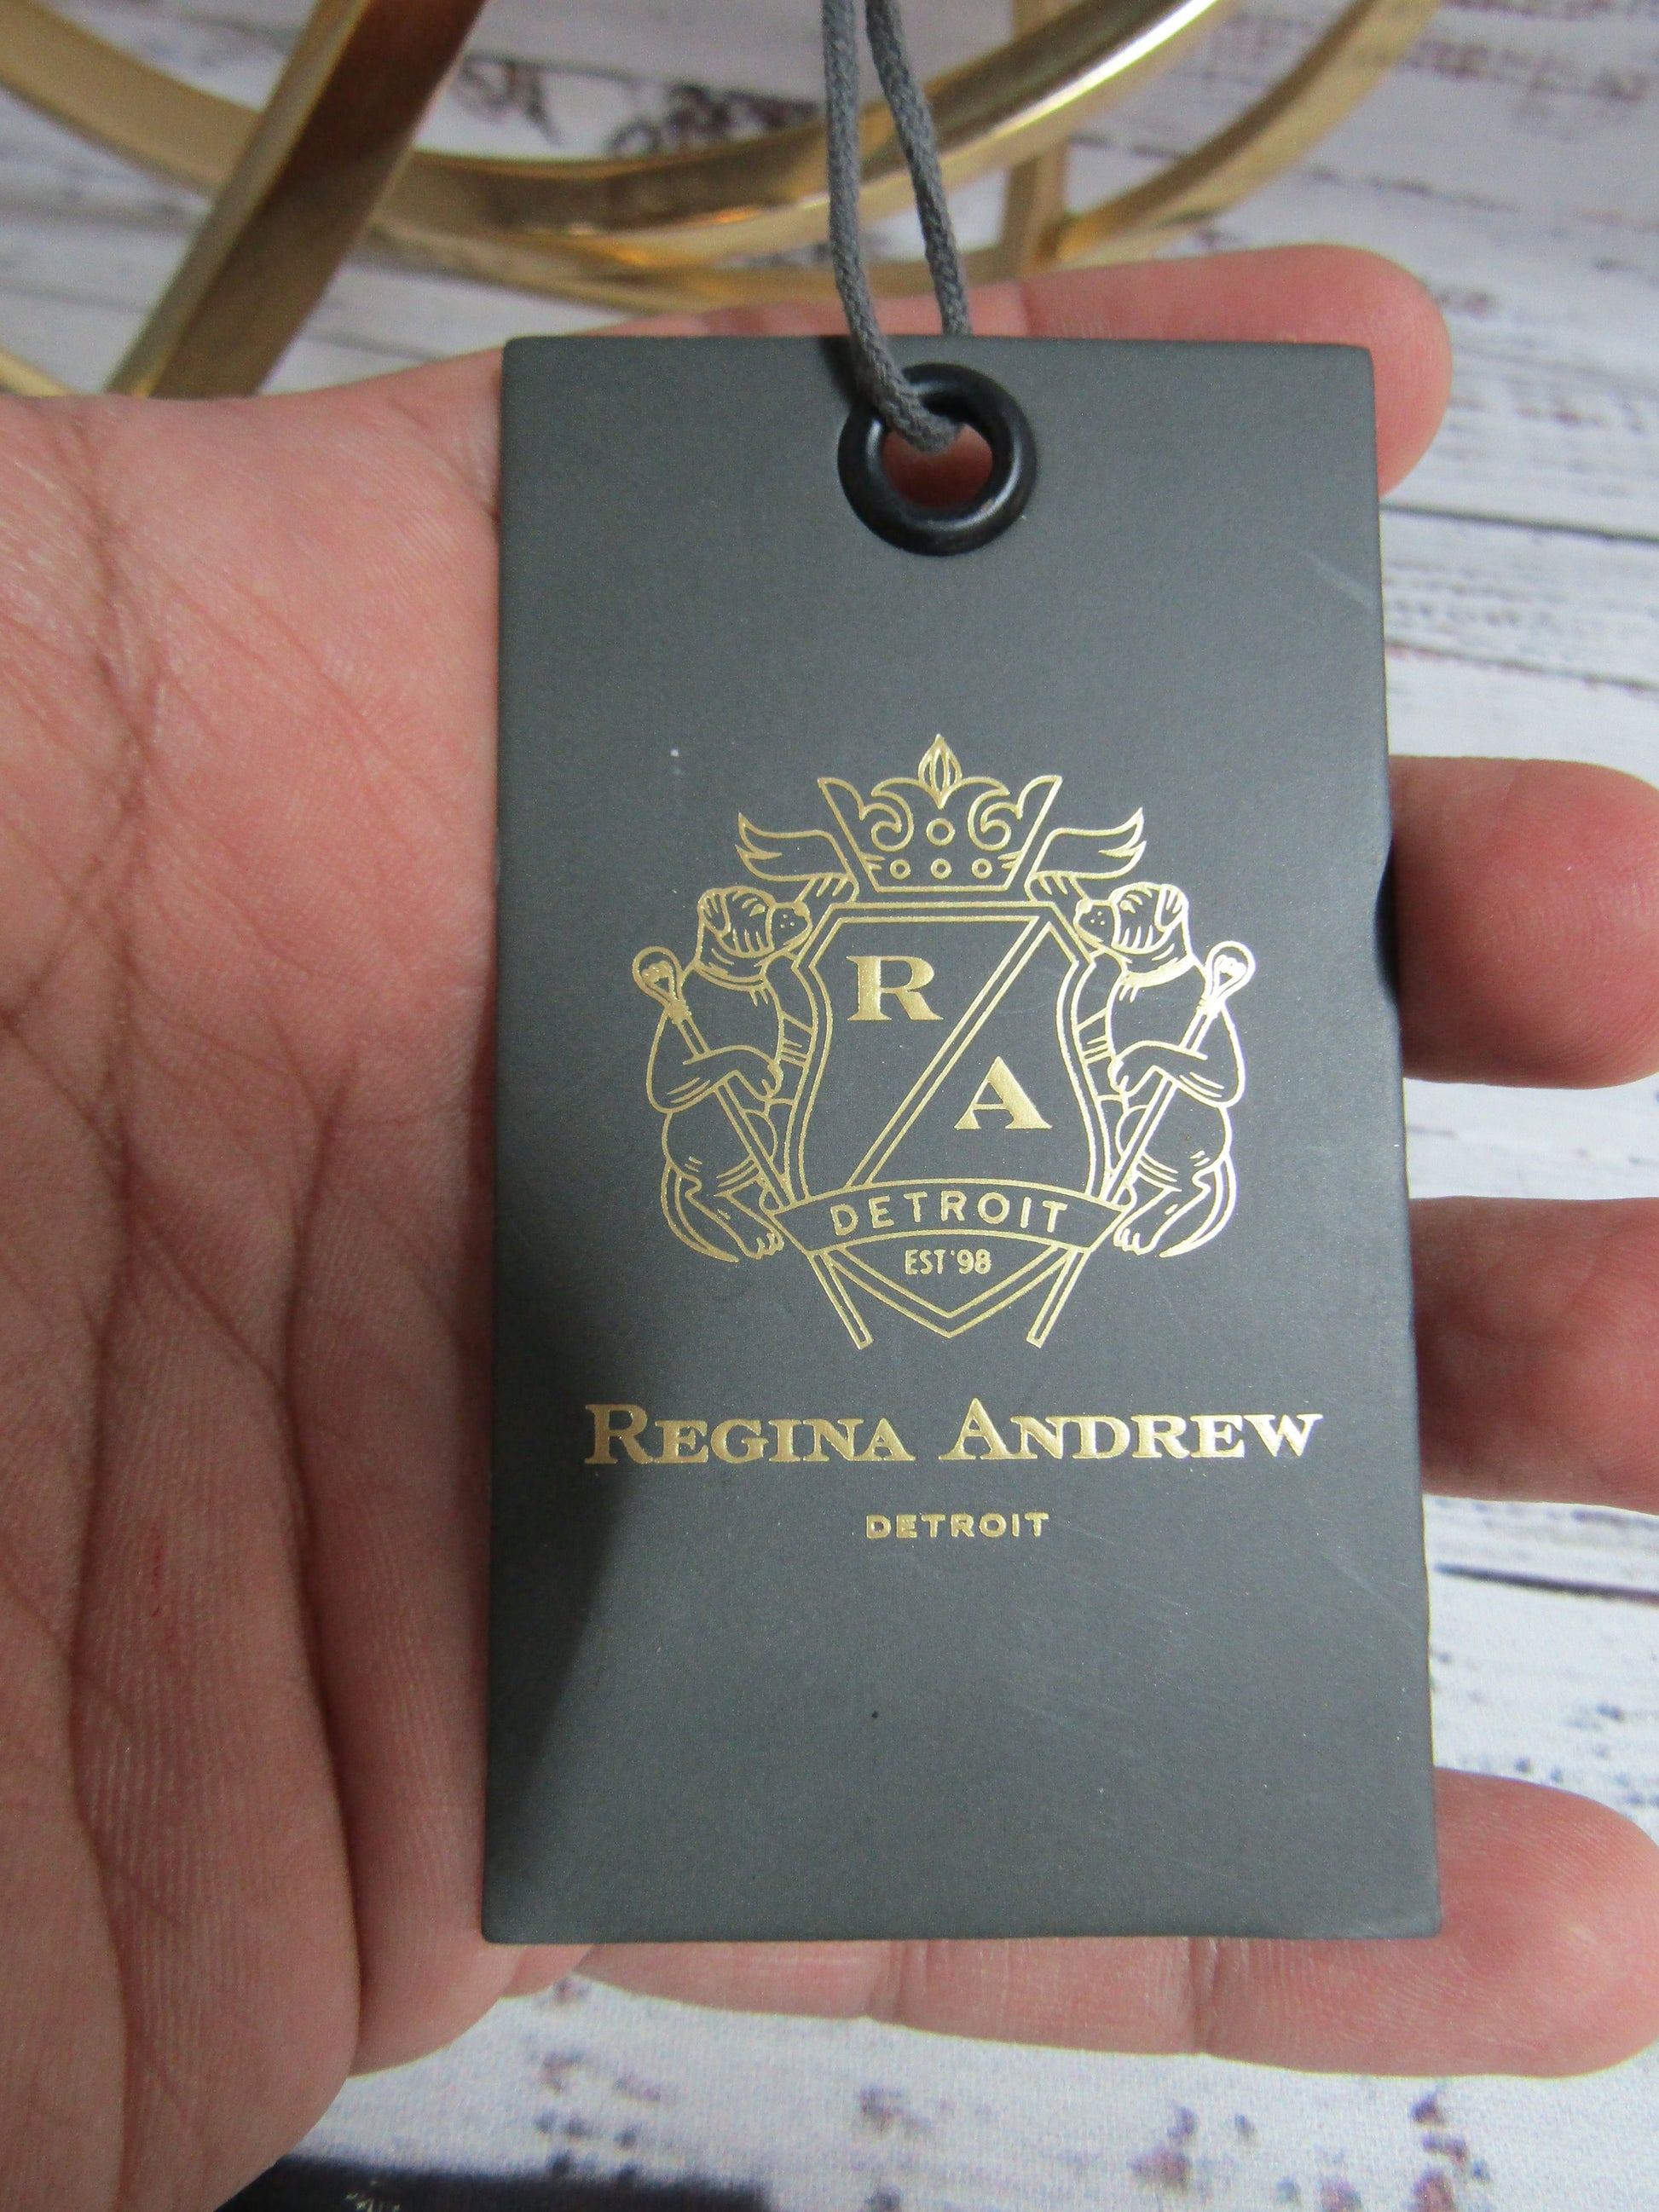 R
A
DETROIT
EST '98
REGINA ANDREW
DETROIT